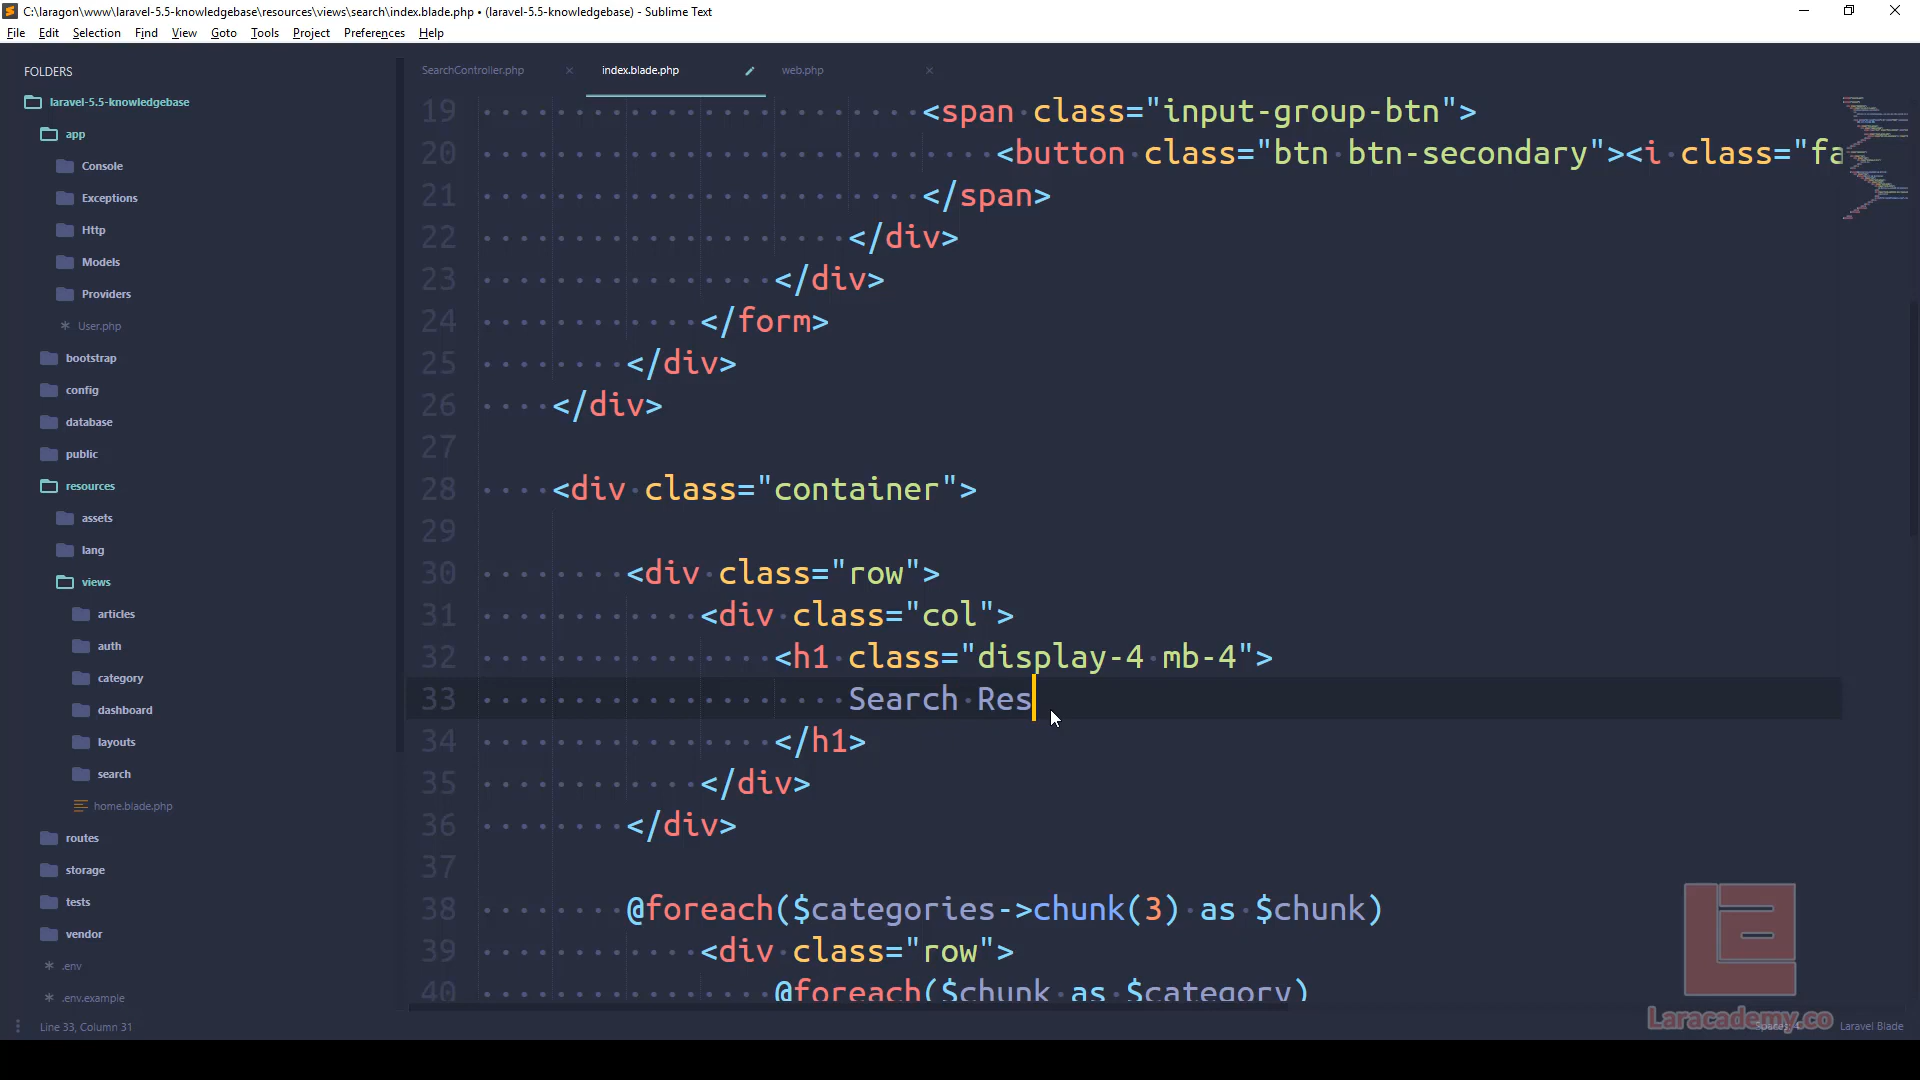 C:\laragon\www\laravel-5.5-knowledgebase\resources\views\search\index.blade.php • (laravel-5.5-knowledgebase) - Sublime Text
File Edit Selection Find View Goto Tools Project Preferences Help
FOLDERS
laravel-5.5-knowledgebase
app
Console
Exceptions
Http
Models
Providers
User.php
bootstrap
config
database
public
resources
assets
lang
views
articles
auth
category
dashboard
layouts
search
home.blade.php
routes
storage
tests
vendor
.env
.env.example
SearchController.php × index.blade.php web.php ×
19 <span class="input-group-btn">
20 <button class="btn btn-secondary"><i class="fa
21 </span>
22 </div>
23 </div>
24 </form>
25 </div>
26 </div>
27
28 <div class="container">
29
30 <div class="row">
31 <div class="col">
32 <h1 class="display-4 mb-4">
33 Search Res
34 </h1>
35 </div>
36 </div>
37
38 @foreach($categories->chunk(3) as $chunk)
39 <div class="row">
40 @foreach($chunk as $category)
Laracademy.co
Line 33, Column 31
Laravel Blade